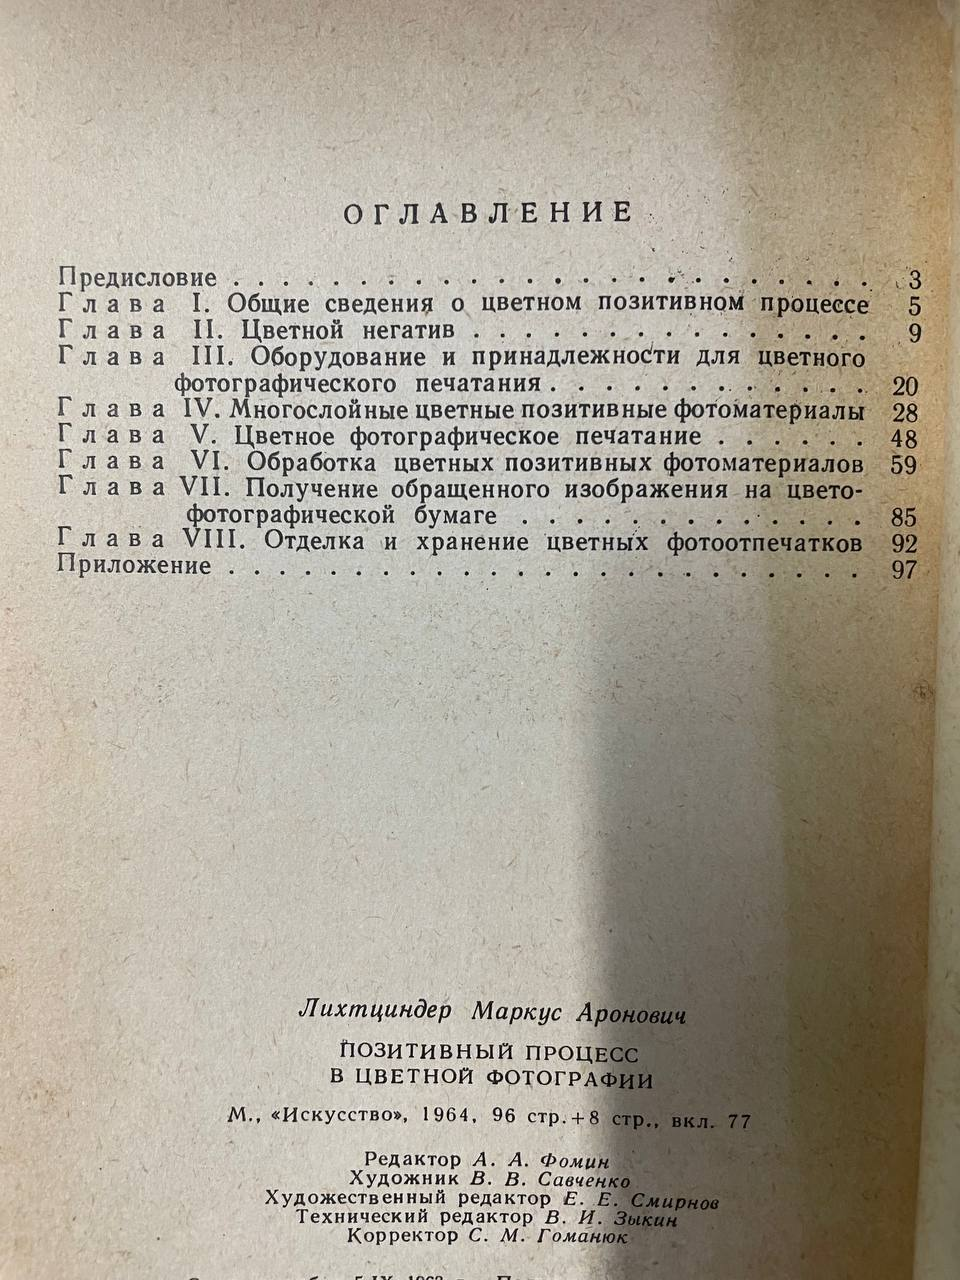 ОГЛАВЛЕНИЕ
Предисловие . . . . . . . . . . . . . . . . . . . . . . . . . . 3
Глава I. Общие сведения о цветном позитивном процессе 5
Глава II. Цветной негатив . . . . . . . . . . . . . . . . 9
Глава III. Оборудование и принадлежности для цветного
фотографического печатания . . . . . . . . . . . . . 20
Глава IV. Многослойные цветные позитивные фотоматериалы 28
Глава V. Цветное фотографическое печатание . . . . . . 48
Глава VI. Обработка цветных позитивных фотоматериалов 59
Глава VII. Получение обращенного изображения на цвето-
фотографической бумаге . . . . . . . . . . . . . . 85
Глава VIII. Отделка и хранение цветных фотоотпечатков 92
Приложение . . . . . . . . . . . . . . . . . . . . . . . . . . 97
Лихтциндер Маркус Аронович
ПОЗИТИВНЫЙ ПРОЦЕСС
В ЦВЕТНОЙ ФОТОГРАФИИ
М., «Искусство», 1964, 96 стр.+8 стр., вкл. 77
Редактор А. А. Фомин
Художник В. В. Савченко
Художественный редактор Е. Е. Смирнов
Технический редактор В. И. Зыкин
Корректор С. М. Гоманюк